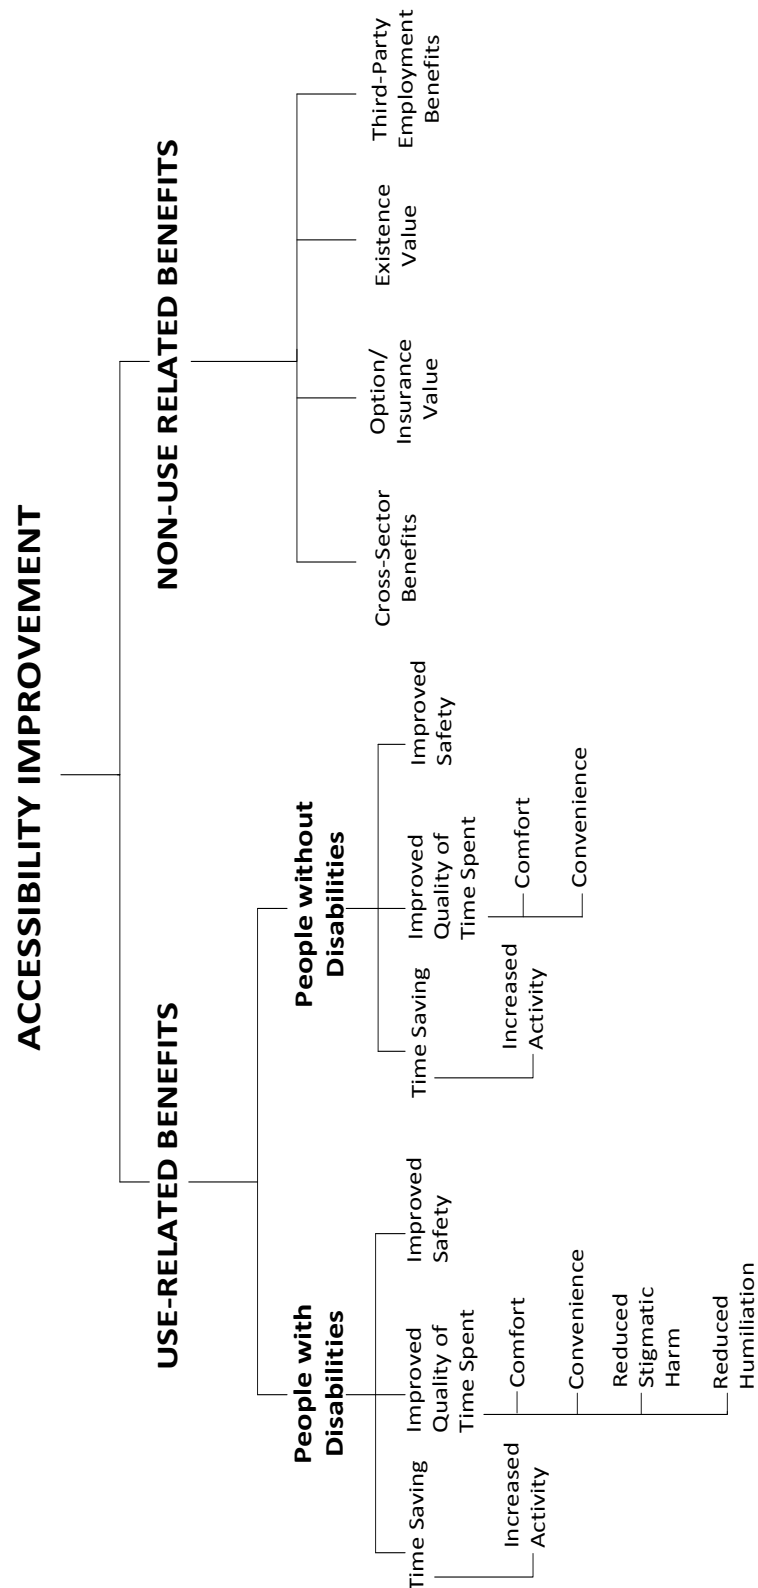 ACCESSIBILITY IMPROVEMENT
USE-RELATED BENEFITS
NON-USE RELATED BENEFITS
People with
Disabilities
Time Saving
Increased
Activity
Improved
Quality of
Time Spent
Comfort
Convenience
Reduced
Stigmatic
Harm
Reduced
Humiliation
Improved
Safety
People without
Disabilities
Time Saving
Increased
Activity
Improved
Quality of
Time Spent
Comfort
Convenience
Improved
Safety
Cross-Sector
Benefits
Option/
Insurance
Value
Existence
Value
Third-Party
Employment
Benefits